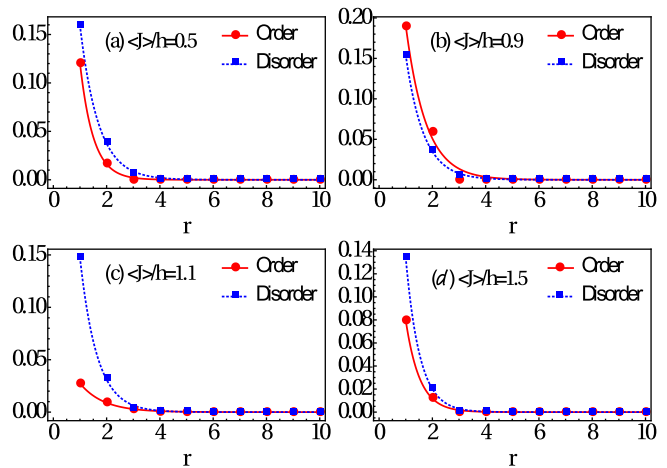 (a) <J>/h=0.5
Order
Disorder
0.15
0.10
0.05
0.00
0 2 4 6 8 10
r
(b) <J>/h=0.9
Order
Disorder
0.20
0.15
0.10
0.05
0.00
0 2 4 6 8 10
r
(c) <J>/h=1.1
Order
Disorder
0.15
0.10
0.05
0.00
0 2 4 6 8 10
r
(d) <J>/h=1.5
Order
Disorder
0.14
0.12
0.10
0.08
0.06
0.04
0.02
0.00
0 2 4 6 8 10
r